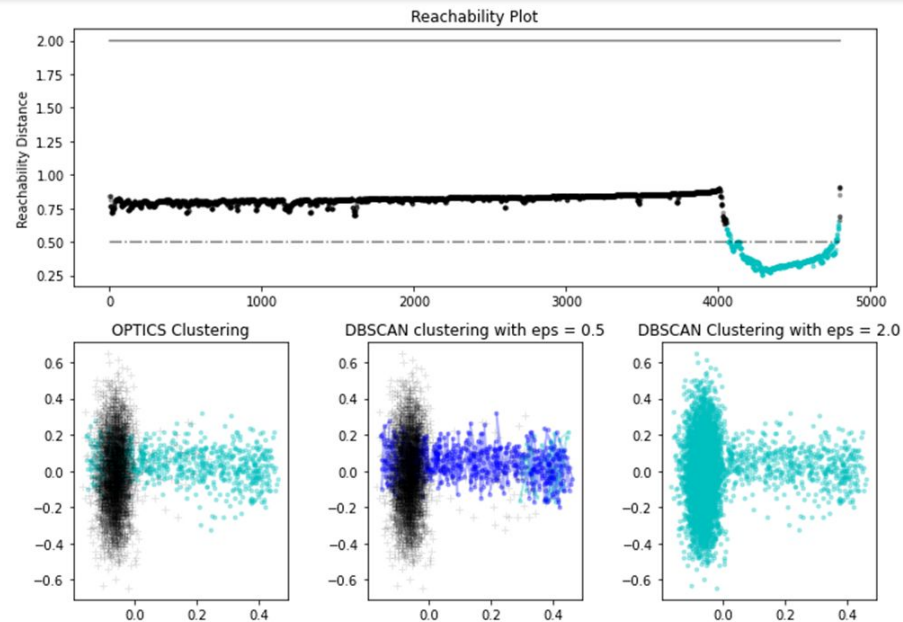 Reachability Plot
Reachability Distance
2.00
1.75
1.50
1.25
1.00
0.75
0.50
0.25
0 1000 2000 3000 4000 5000
OPTICS Clustering DBSCAN clustering with eps = 0.5 DBSCAN Clustering with eps = 2.0
0.6 0.6 0.6
0.4 0.4 0.4
0.2 0.2 0.2
0.0 0.0 0.0
−0.2 −0.2 −0.2
−0.4 −0.4 −0.4
−0.6 −0.6 −0.6
0.0 0.2 0.4 0.0 0.2 0.4 0.0 0.2 0.4